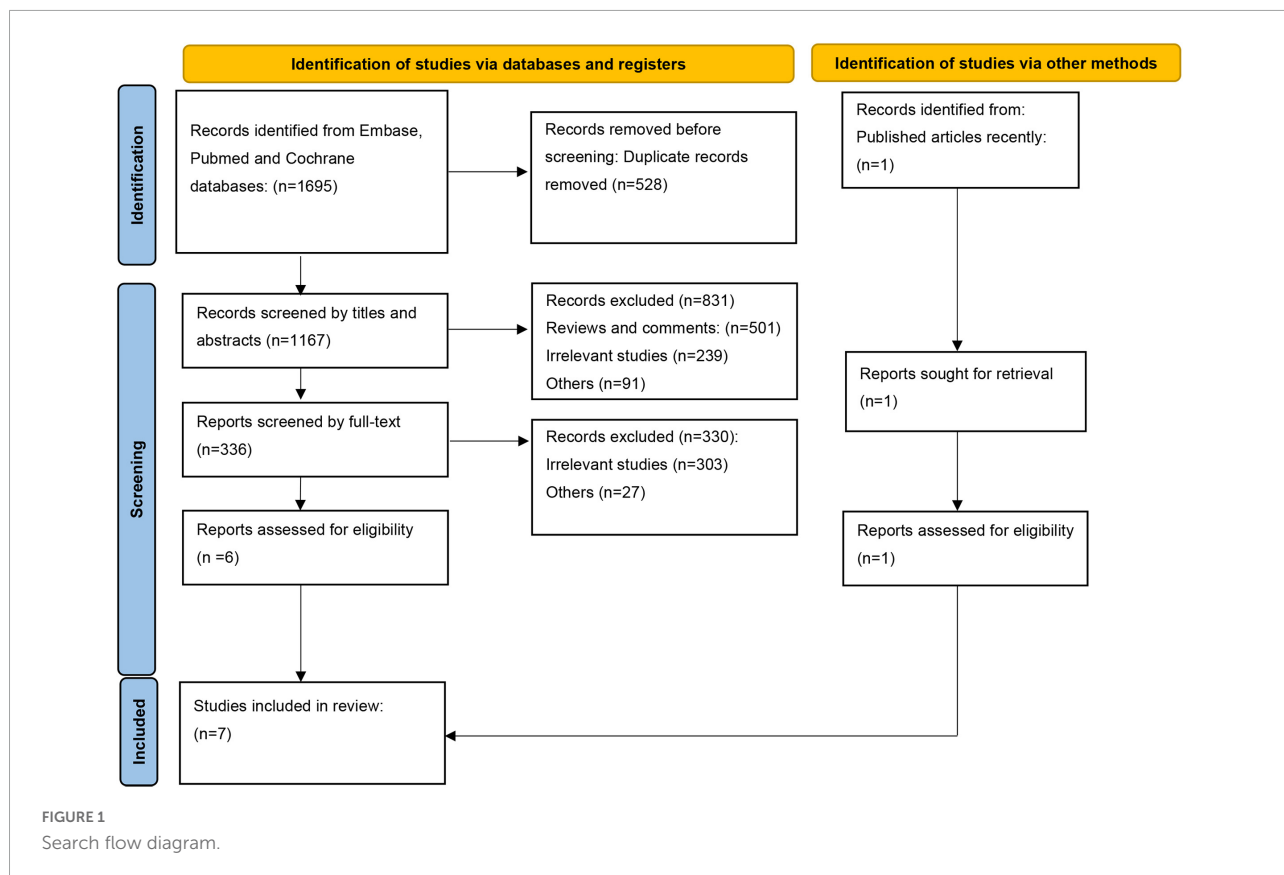 Identification of studies via databases and registers
Identification of studies via other methods
Identification
Records identified from Embase,
Pubmed and Cochrane
databases: (n=1695)
Records removed before
screening: Duplicate records
removed (n=528)
Records identified from:
Published articles recently:
(n=1)
Screening
Records screened by titles and
abstracts (n=1167)
Records excluded (n=831)
Reviews and comments: (n=501)
Irrelevant studies (n=239)
Others (n=91)
Reports sought for retrieval
(n=1)
Reports screened by full-text
(n=336)
Records excluded (n=330):
Irrelevant studies (n=303)
Others (n=27)
Reports assessed for eligibility
(n =6)
Reports assessed for eligibility
(n=1)
Included
Studies included in review:
(n=7)
FIGURE 1
Search flow diagram.